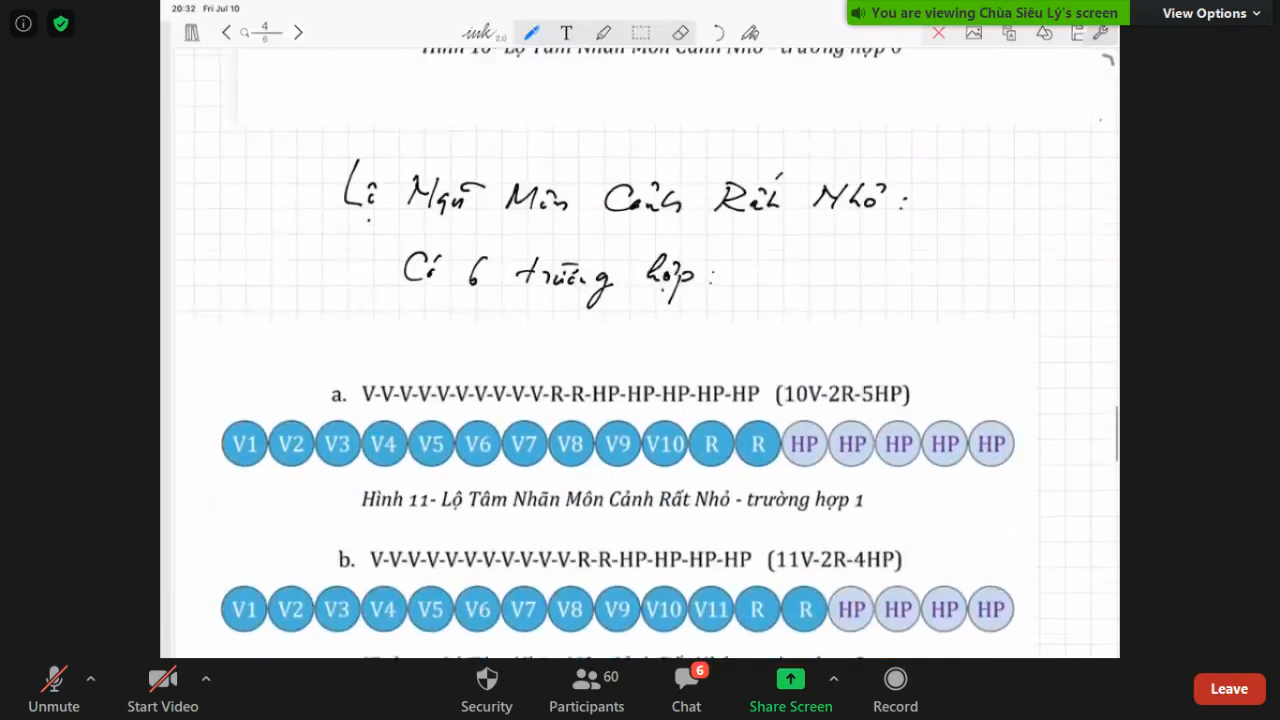 20:32 Fri Jul 10
You are viewing Chùa Siêu Lý's screen
View Options
4
6
ink 2.0
T
Lộ Ngũ Môn Cảnh Rất Nhỏ:
Có 6 trường hợp:
a. V-V-V-V-V-V-V-V-V-V-R-R-HP-HP-HP-HP-HP (10V-2R-5HP)
V1 V2 V3 V4 V5 V6 V7 V8 V9 V10 R R HP HP HP HP HP
Hình 11- Lộ Tâm Nhãn Môn Cảnh Rất Nhỏ - trường hợp 1
b. V-V-V-V-V-V-V-V-V-V-V-R-R-HP-HP-HP-HP (11V-2R-4HP)
V1 V2 V3 V4 V5 V6 V7 V8 V9 V10 V11 R R HP HP HP HP
Unmute
Start Video
Security
Participants 60
Chat 6
Share Screen
Record
Leave